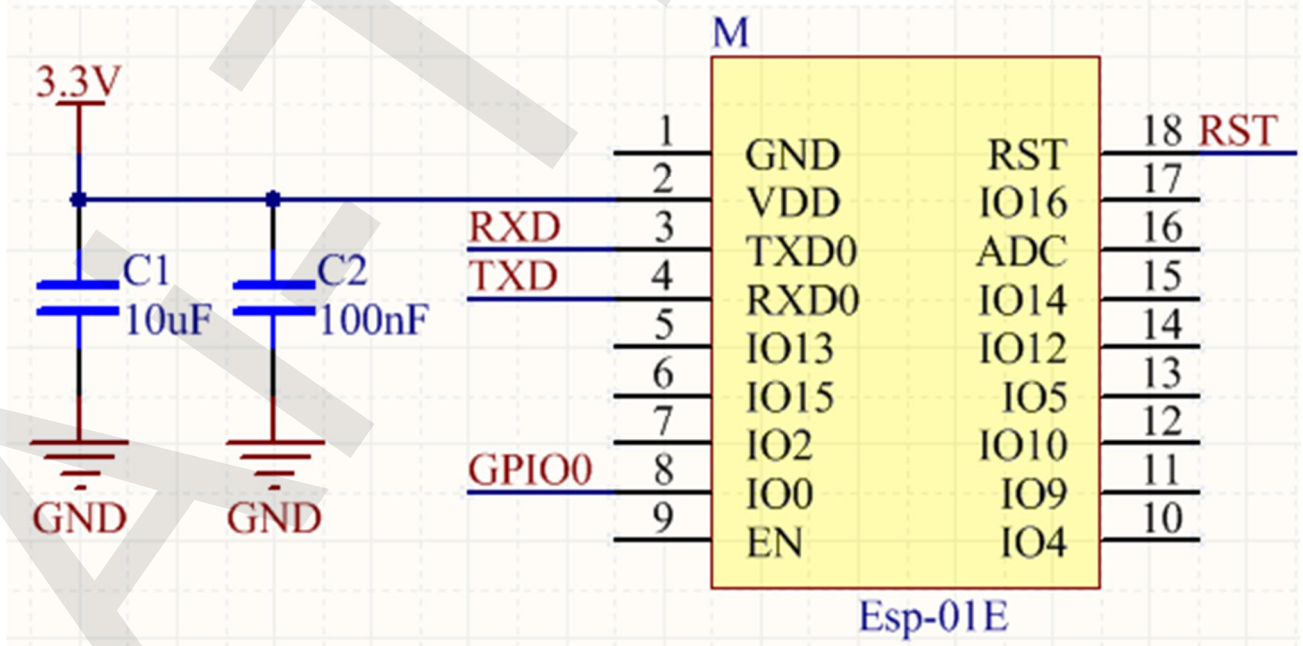 M
3.3V
1 GND RST 18 RST
2 VDD IO16 17
RXD 3 TXD0 ADC 16
TXD 4 RXD0 IO14 15
C1 C2
10uF 100nF
5 IO13 IO12 14
6 IO15 IO5 13
7 IO2 IO10 12
GPIO0 8 IO0 IO9 11
GND GND
9 EN IO4 10
Esp-01E